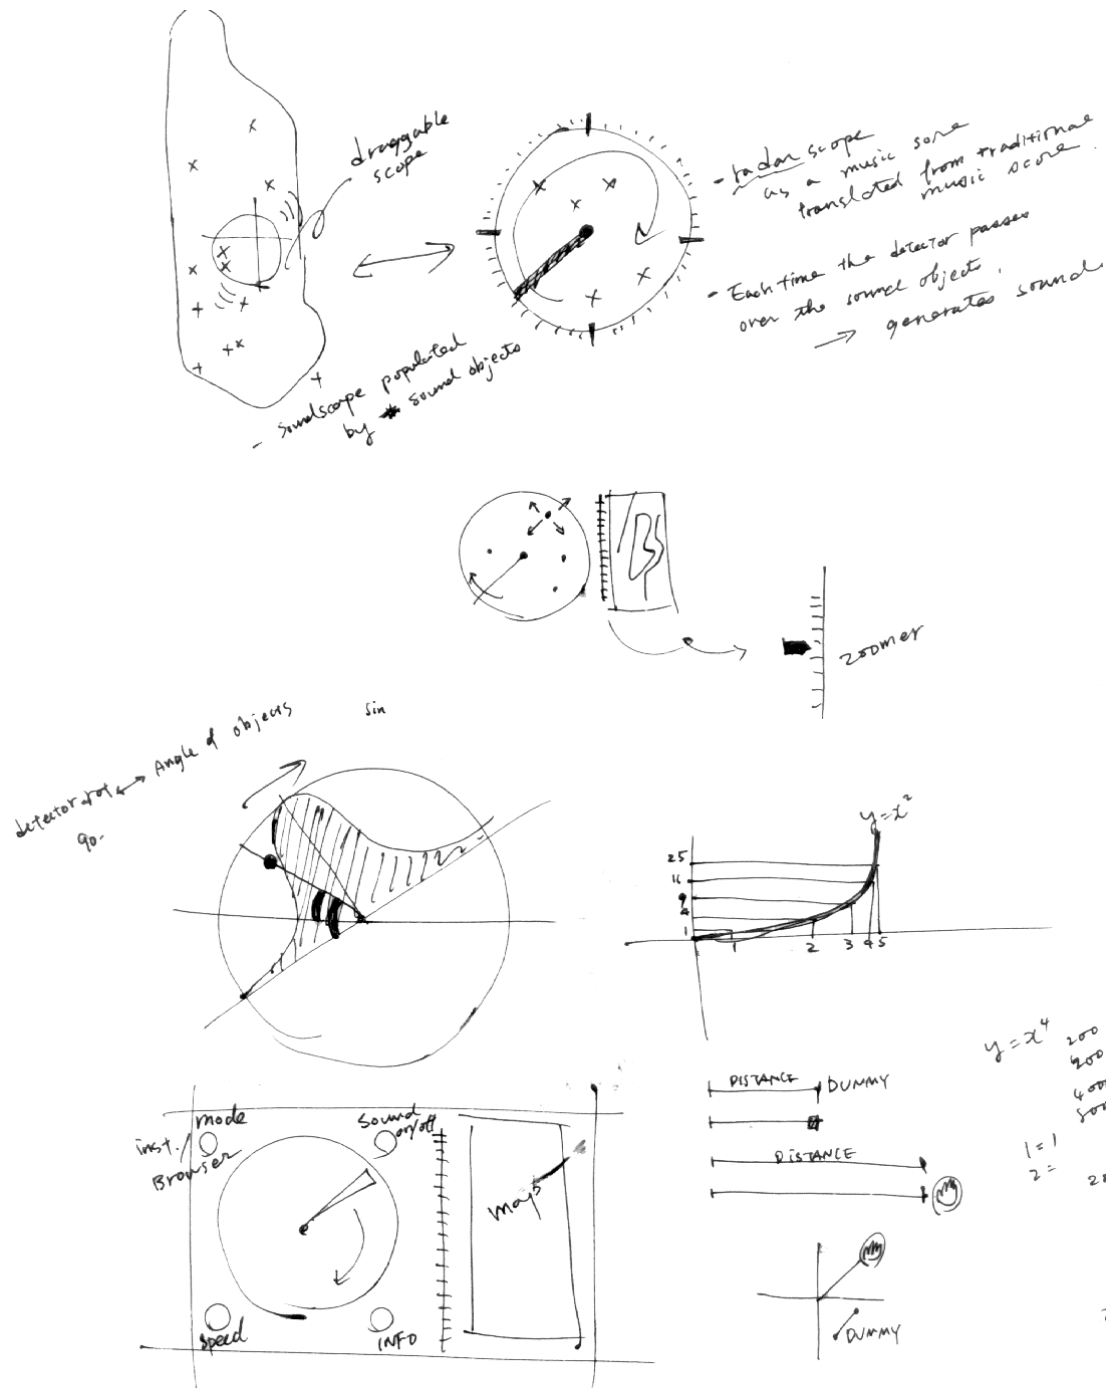 draggable
scope
- radar scope
as a music sore
translated from traditional
music score.
- Each time the detector passes
over the sound objects,
→ generates sound
- Soundscape populated
by sound objects
zoomer
sin
detector rot ↔ Angle of objects
90-
y=x²
25
16
9
4
1
1 2 3 4 5
y=x⁴
200
400
1=1
2=
DISTANCE DUMMY
DISTANCE
DUMMY
mode
inst./
Browser
Sound
on/off
map
speed
INFO